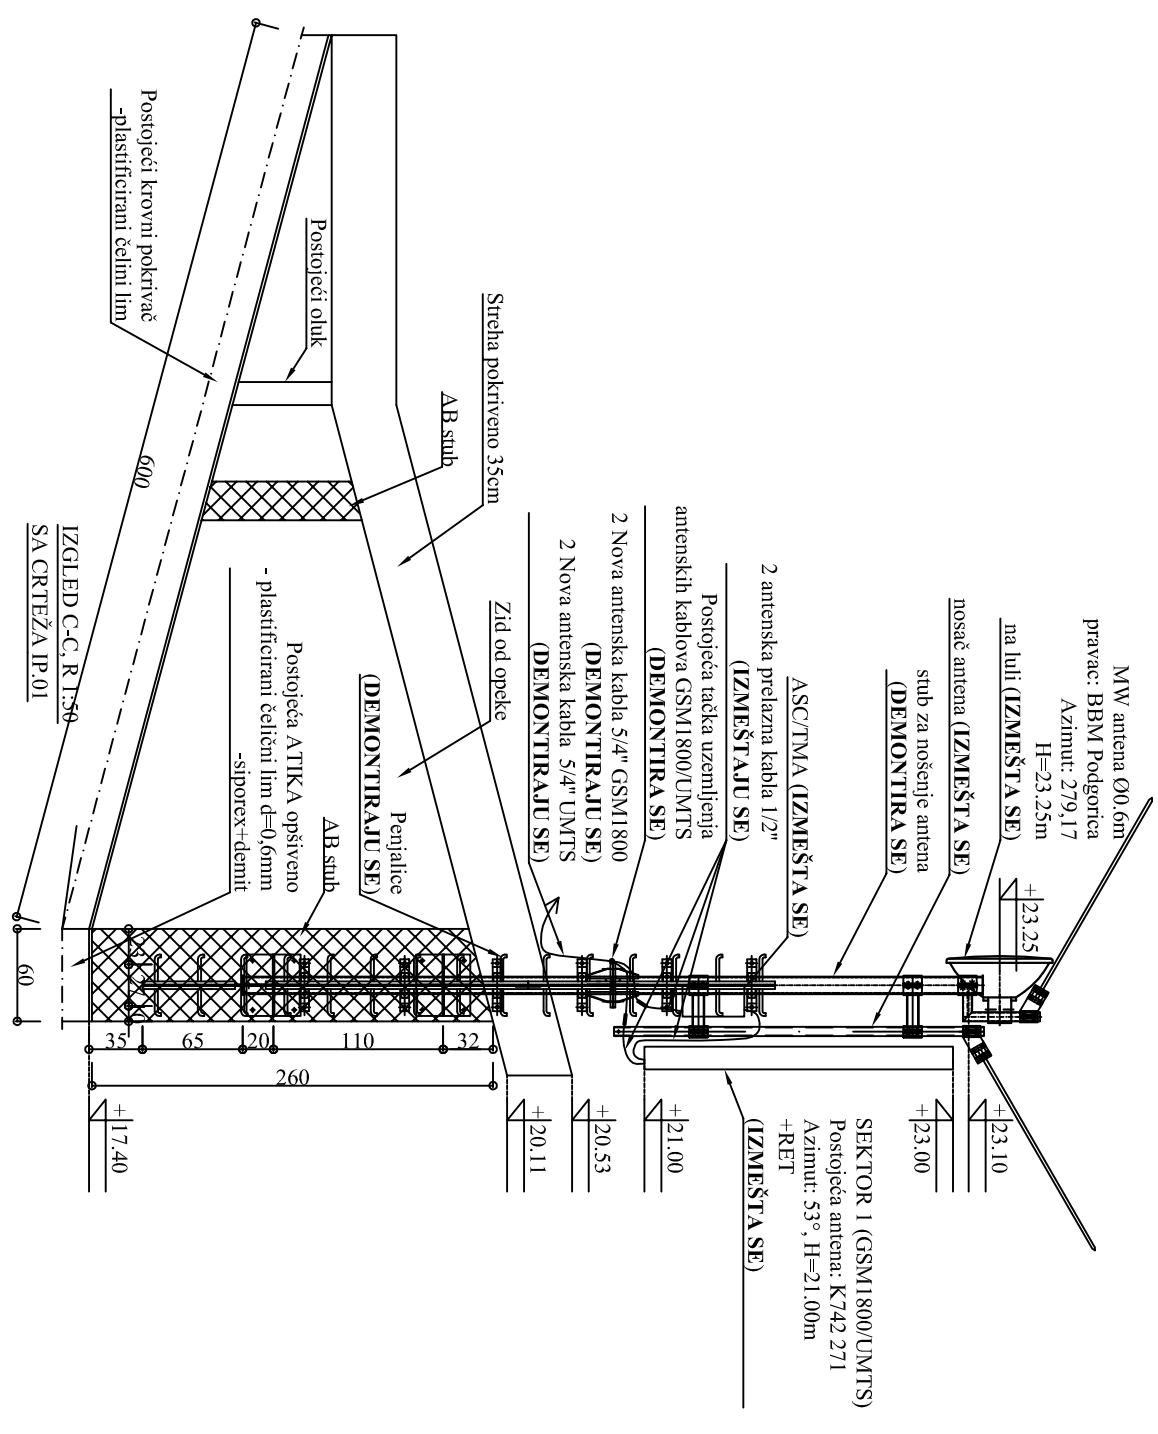 MW antena Ø0.6m
pravac: BBM Podgorica
Azimut: 279,17
H=23.25m
na luli (IZMEŠTA SE)
nosač antena (IZMEŠTA SE)
stub za nošenje antena
(DEMONTIRA SE)
ASC/TMA (IZMEŠTA SE)
2 antenska prelazna kabla 1/2"
(IZMEŠTAJU SE)
Postojeća tačka uzemljenja
antenskih kablova GSM1800/UMTS
(DEMONTIRA SE)
2 Nova antenska kabla 5/4" GSM1800
(DEMONTIRAJU SE)
2 Nova antenska kabla 5/4" UMTS
(DEMONTIRAJU SE)
Zid od opeke
Streha pokriveno 35cm
AB stub
Postojeći oluk
Postojeći krovni pokrivač
-plastificirani čelini lim
Penjalice
(DEMONTIRAJU SE)
AB stub
Postojeća ATIKA opšiveno
- plastificirani čelični lim d=0,6mm
-siporex+demit
SEKTOR 1 (GSM1800/UMTS)
Postojeća antena: K742 271
Azimut: 53°, H=21.00m
+RET
(IZMEŠTA SE)
+23.25
+23.10
+23.00
+21.00
+20.53
+20.11
+17.40
32
110
20
65
35
260
600
60
IZGLED C-C, R 1:50
SA CRTEŽA IP.01